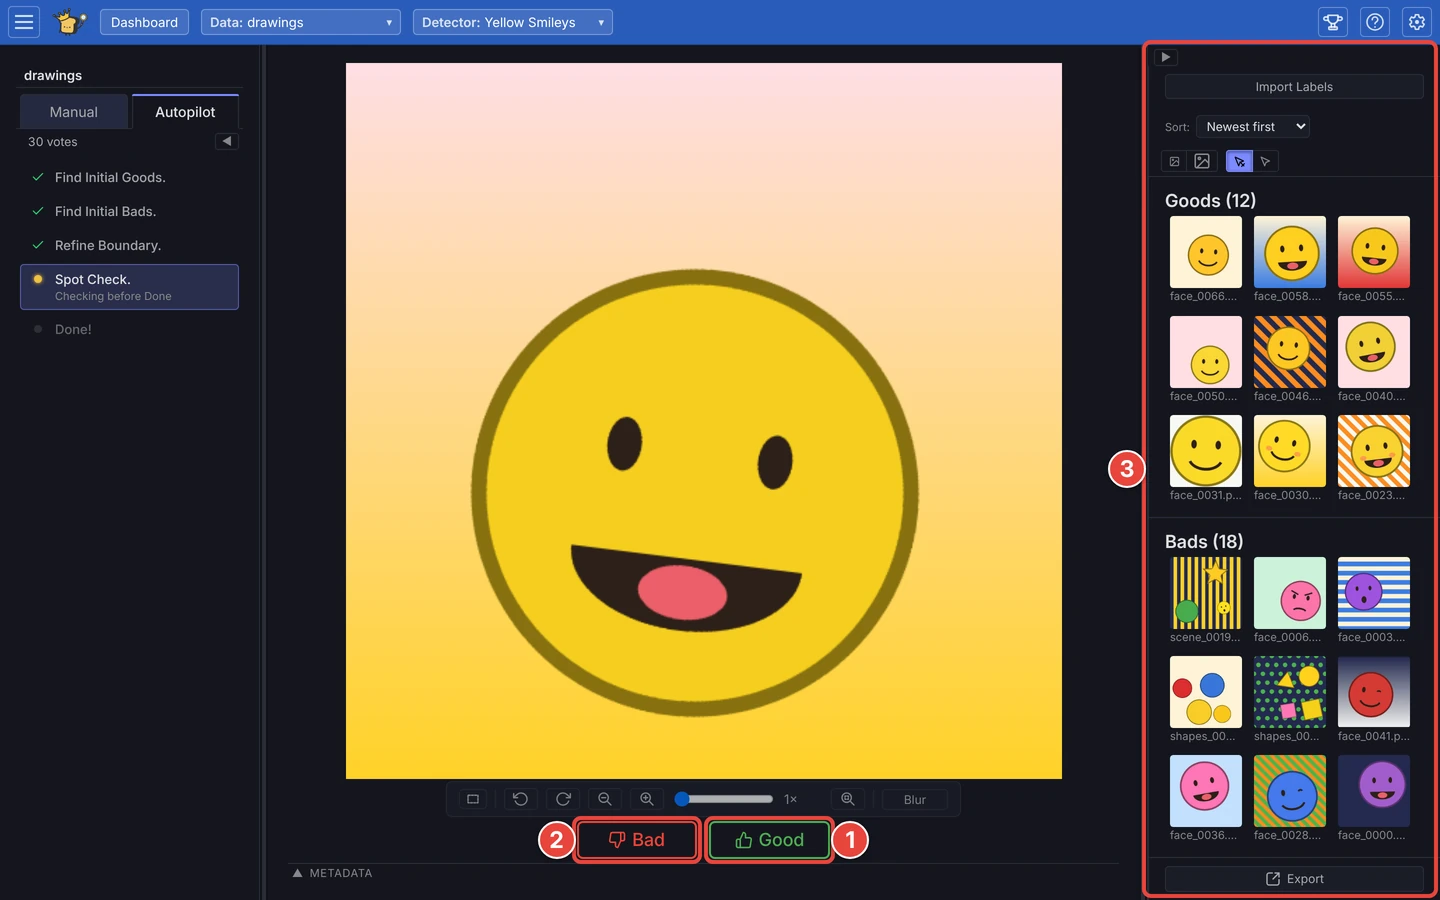 Dashboard
Data: drawings
Detector: Yellow Smileys
drawings
Manual
Autopilot
30 votes
Find Initial Goods.
Find Initial Bads.
Refine Boundary.
Spot Check.
Checking before Done
Done!
1×
Blur
2
Bad
Good
1
METADATA
3
Import Labels
Sort:
Newest first
Goods (12)
face_0066....
face_0058....
face_0055....
face_0050....
face_0046....
face_0040....
face_0031.p...
face_0030....
face_0023....
Bads (18)
scene_0019...
face_0006....
face_0003....
shapes_00...
shapes_00...
face_0041.p...
face_0036....
face_0028....
face_0000....
Export